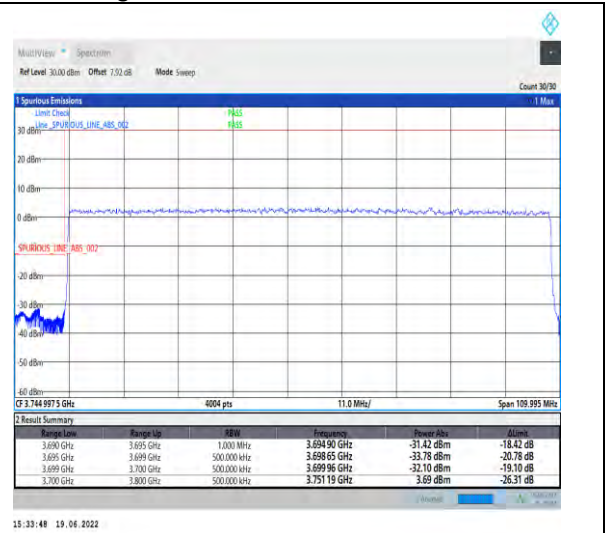 MultiView Spectrum
Ref Level 30.00 dBm Offset 7.92 dB Mode Sweep
Count 30/30
1 Spurious Emissions 1 Max
Limit Check PASS
Line _SPURIOUS_LINE_ABS_002 PASS
30 dBm
20 dBm
10 dBm
0 dBm
_SPURIOUS_LINE_ABS_002
-20 dBm
-30 dBm
-40 dBm
-50 dBm
-60 dBm
CF 3.744 997 5 GHz 4004 pts 11.0 MHz/ Span 109.995 MHz
2 Result Summary
Range Low Range Up RBW Frequency Power Abs ΔLimit
3.690 GHz 3.695 GHz 1.000 MHz 3.694 90 GHz -31.42 dBm -18.42 dB
3.695 GHz 3.699 GHz 500.000 kHz 3.698 65 GHz -33.78 dBm -20.78 dB
3.699 GHz 3.700 GHz 500.000 kHz 3.699 96 GHz -32.10 dBm -19.10 dB
3.700 GHz 3.800 GHz 500.000 kHz 3.751 19 GHz 3.69 dBm -26.31 dB
15:33:48 19.06.2022